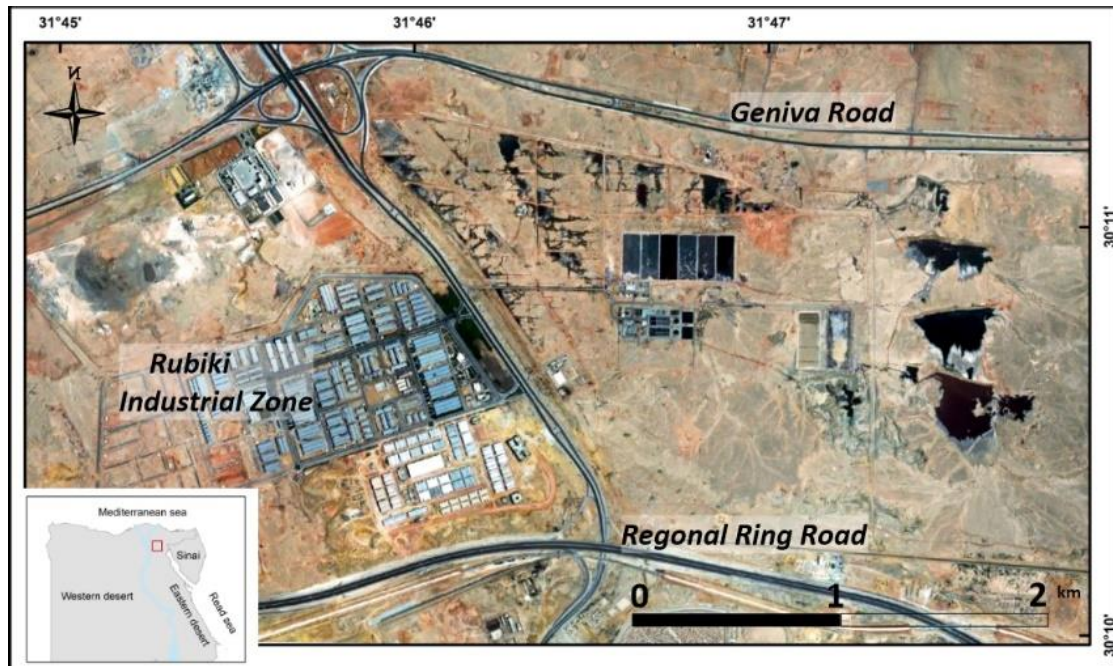 31°45' 31°46' 31°47'
N
Geniva Road
30°11'
Rubiki
Industrial Zone
Regonal Ring Road
0 1 2 km
30°10'
Mediterranean sea
Sinai
Western desert
Eastern desert
Read sea